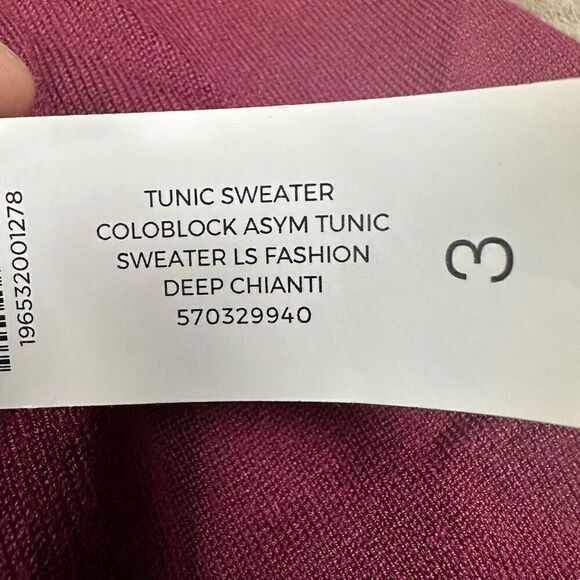 TUNIC SWEATER
COLOBLOCK ASYM TUNIC
SWEATER LS FASHION
DEEP CHIANTI
570329940
3
196532001278